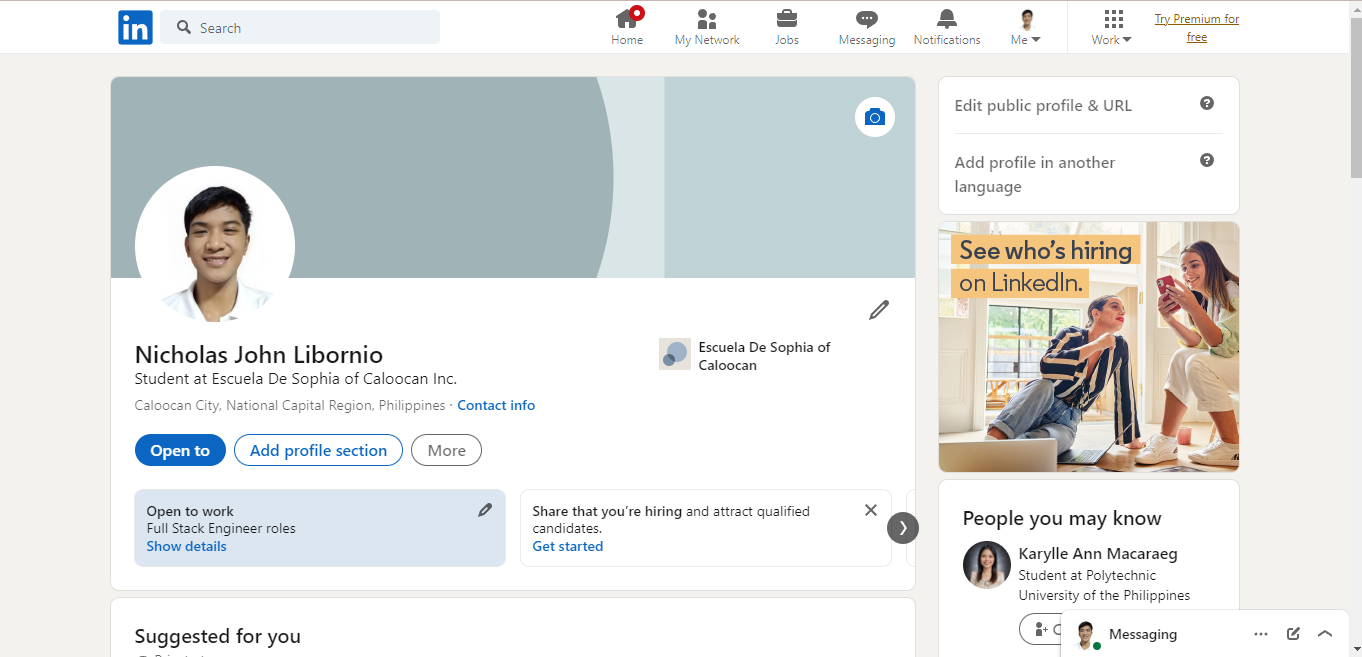 in
Search
Home
My Network
Jobs
Messaging
Notifications
Me
Work
Try Premium for
free
Edit public profile & URL
Add profile in another
language
See who's hiring
on LinkedIn.
Nicholas John Libornio
Student at Escuela De Sophia of Caloocan Inc.
Caloocan City, National Capital Region, Philippines · Contact info
Escuela De Sophia of
Caloocan
Open to
Add profile section
More
Open to work
Full Stack Engineer roles
Show details
Share that you're hiring and attract qualified
candidates.
Get started
Suggested for you
People you may know
Karylle Ann Macaraeg
Student at Polytechnic
University of the Philippines
Messaging